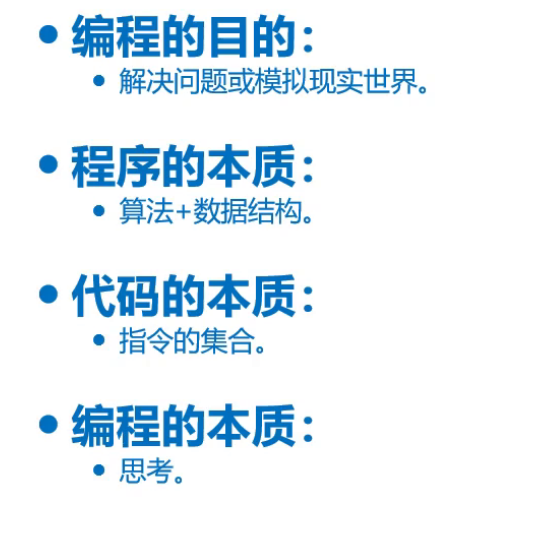 • 编程的目的：
• 解决问题或模拟现实世界。
• 程序的本质：
• 算法+数据结构。
• 代码的本质：
• 指令的集合。
• 编程的本质：
• 思考。